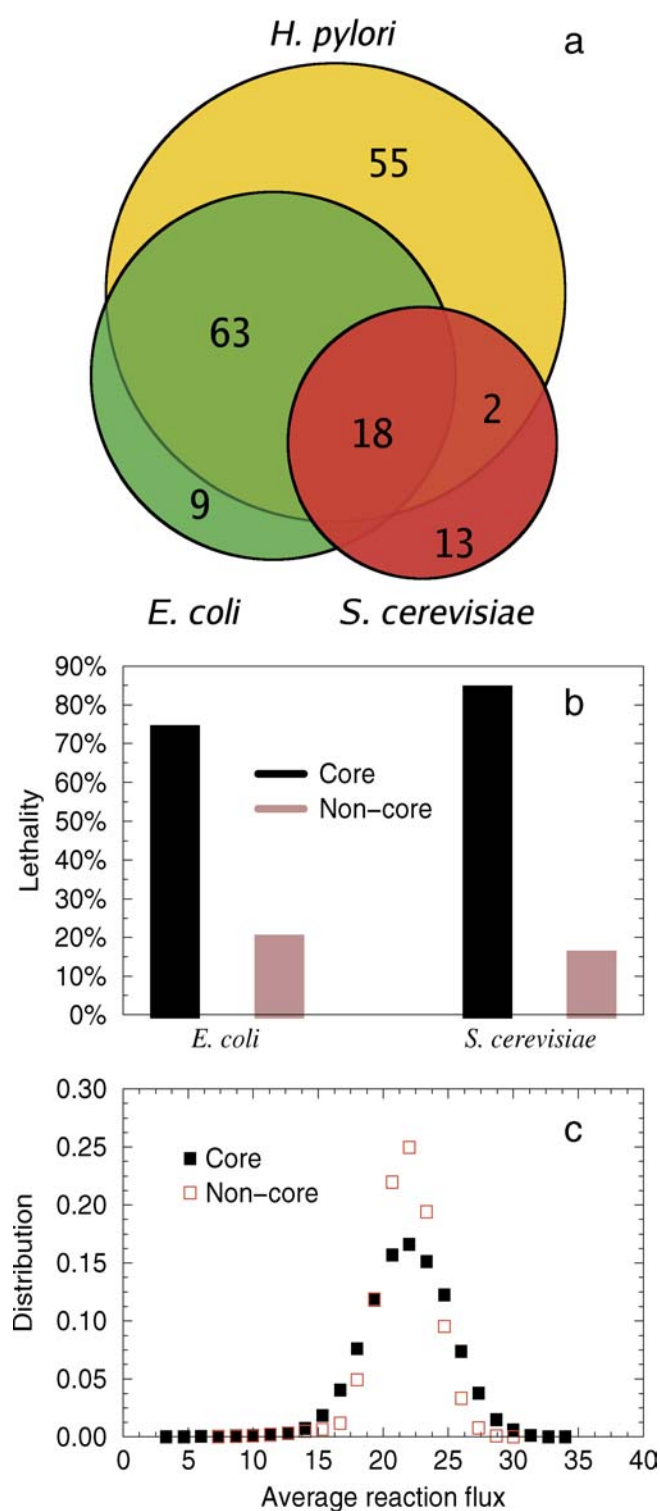 H. pylori
a
55
63
2
18
9
13
E. coli
S. cerevisiae
90%
80%
70%
60%
50%
40%
30%
20%
10%
0%
Lethality
b
Core
Non-core
E. coli
S. cerevisiae
0.30
0.25
0.20
0.15
0.10
0.05
0.00
Distribution
c
Core
Non-core
0
5
10
15
20
25
30
35
40
Average reaction flux